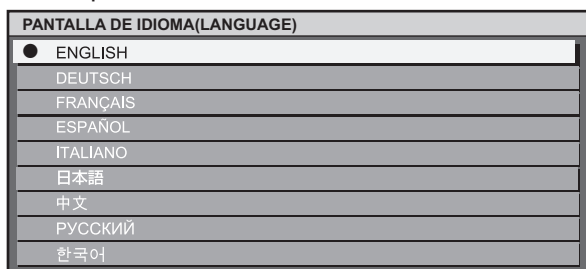 PANTALLA DE IDIOMA(LANGUAGE)
ENGLISH
DEUTSCH
FRANÇAIS
ESPAÑOL
ITALIANO
日本語
中文
РУССКИЙ
한국어